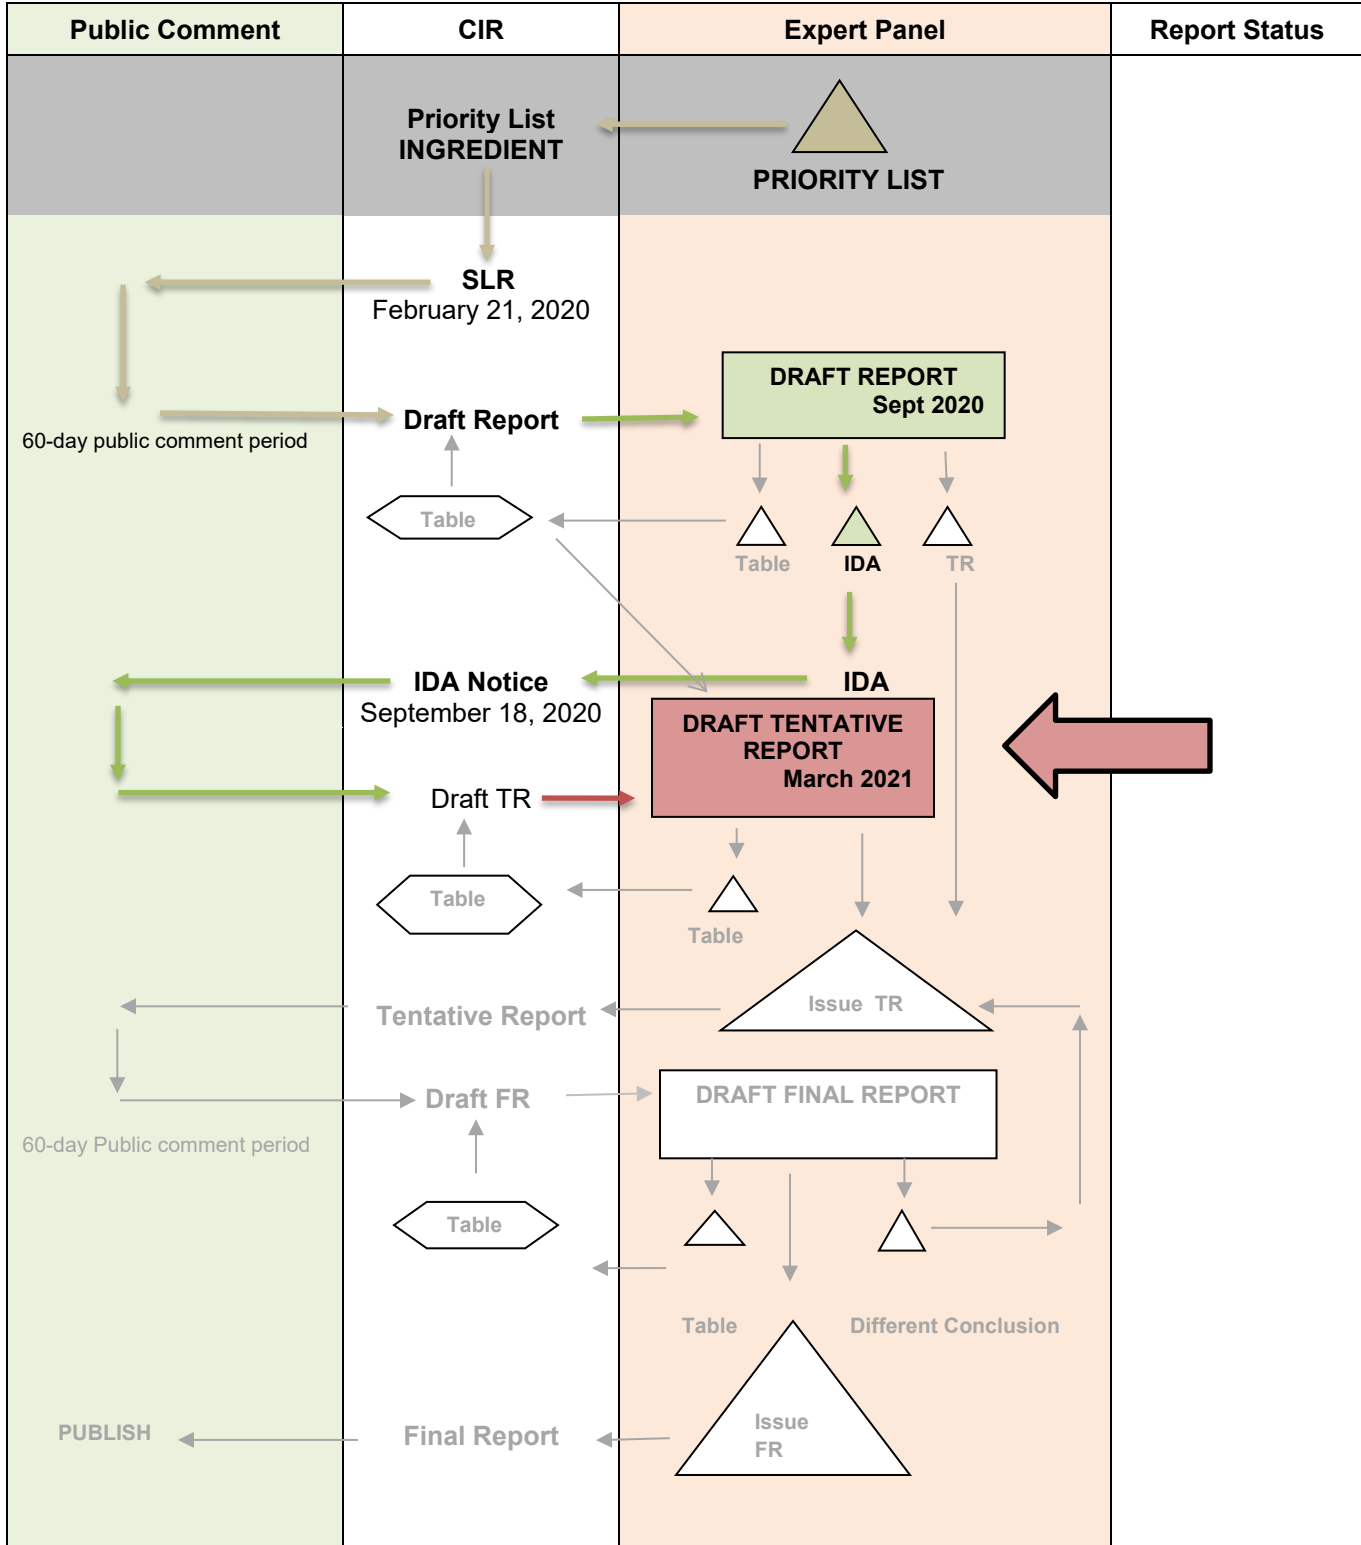 Public Comment
CIR
Expert Panel
Report Status
Priority List
INGREDIENT
PRIORITY LIST
SLR
February 21, 2020
60-day public comment period
Draft Report
DRAFT REPORT
Sept 2020
Table
Table
IDA
TR
IDA Notice
September 18, 2020
IDA
DRAFT TENTATIVE
REPORT
March 2021
Draft TR
Table
Table
Tentative Report
Issue TR
Draft FR
DRAFT FINAL REPORT
60-day Public comment period
Table
Table
Different Conclusion
PUBLISH
Final Report
Issue
FR